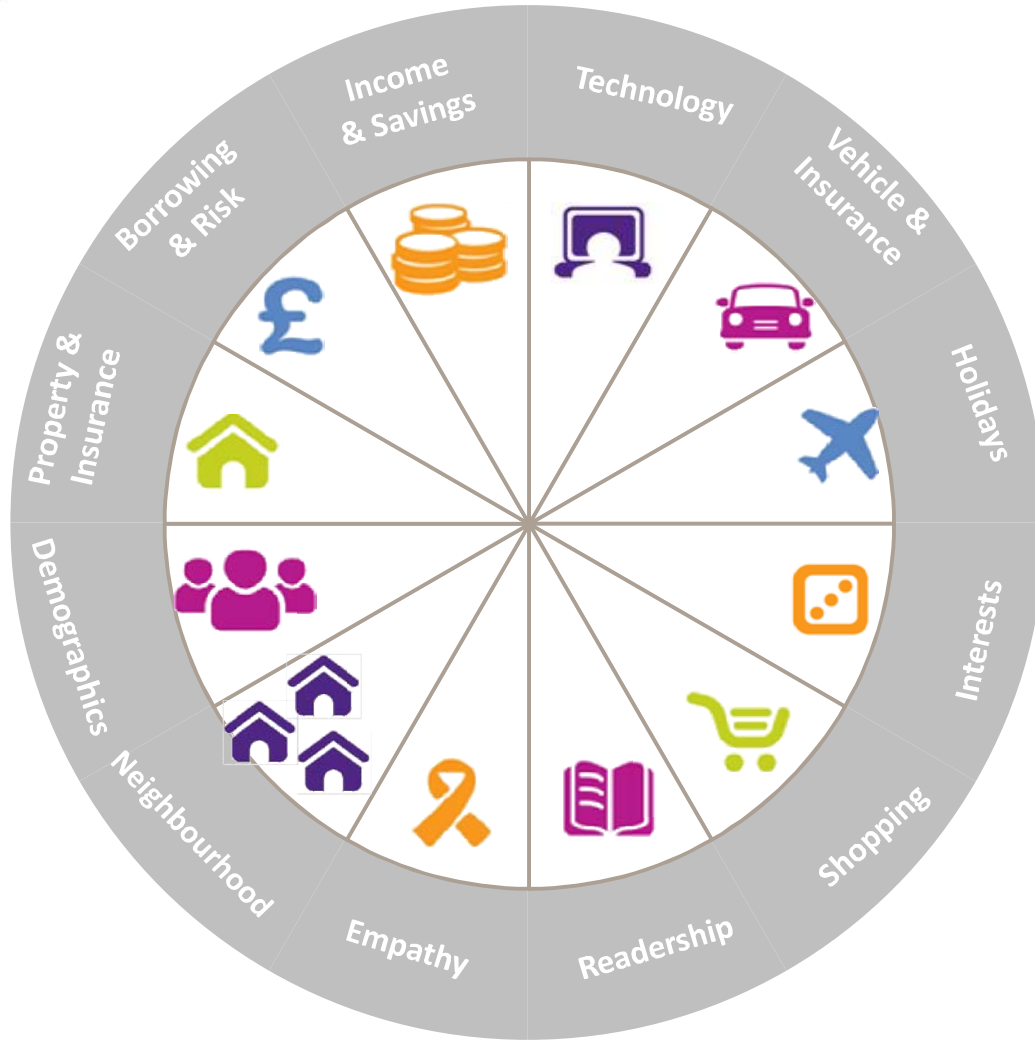 Technology
Vehicle &
Insurance
Holidays
Interests
Shopping
Readership
Empathy
Neighbourhood
Demographics
Property &
Insurance
Borrowing
& Risk
Income
& Savings
£